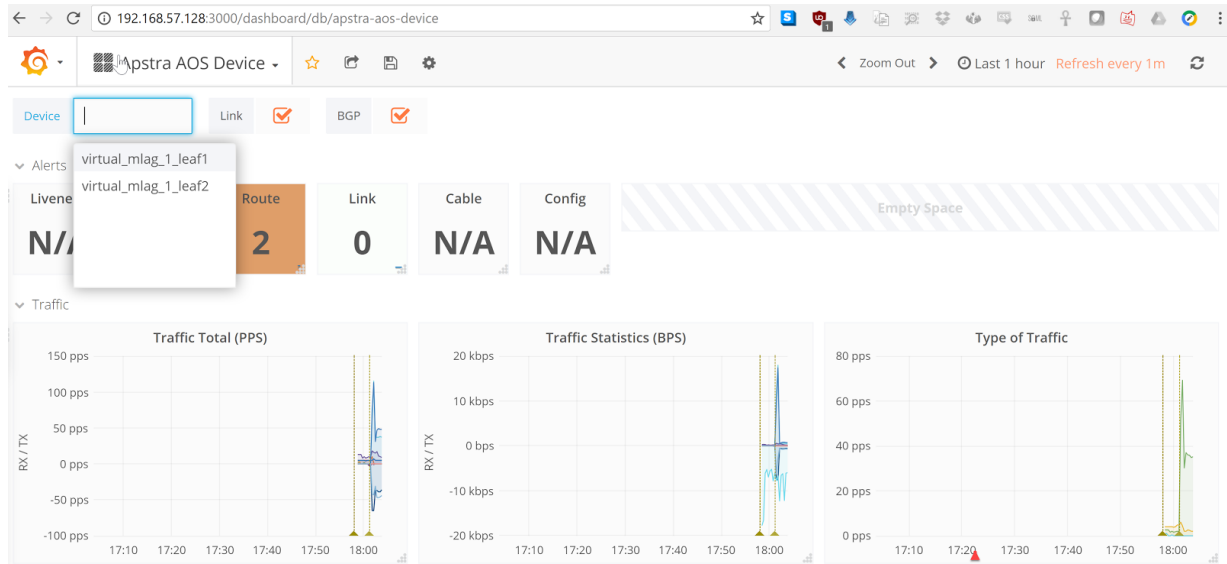 192.168.57.128:3000/dashboard/db/apstra-aos-device
Apstra AOS Device
Zoom Out
Last 1 hour Refresh every 1m
Device
Link
BGP
virtual_mlag_1_leaf1
virtual_mlag_1_leaf2
Alerts
Livene
N/
Route
2
Link
0
Cable
N/A
Config
N/A
Empty Space
Traffic
Traffic Total (PPS)
150 pps
100 pps
50 pps
0 pps
-50 pps
-100 pps
RX / TX
17:10 17:20 17:30 17:40 17:50 18:00
Traffic Statistics (BPS)
20 kbps
10 kbps
0 bps
-10 kbps
-20 kbps
RX / TX
17:10 17:20 17:30 17:40 17:50 18:00
Type of Traffic
80 pps
60 pps
40 pps
20 pps
0 pps
17:10 17:20 17:30 17:40 17:50 18:00